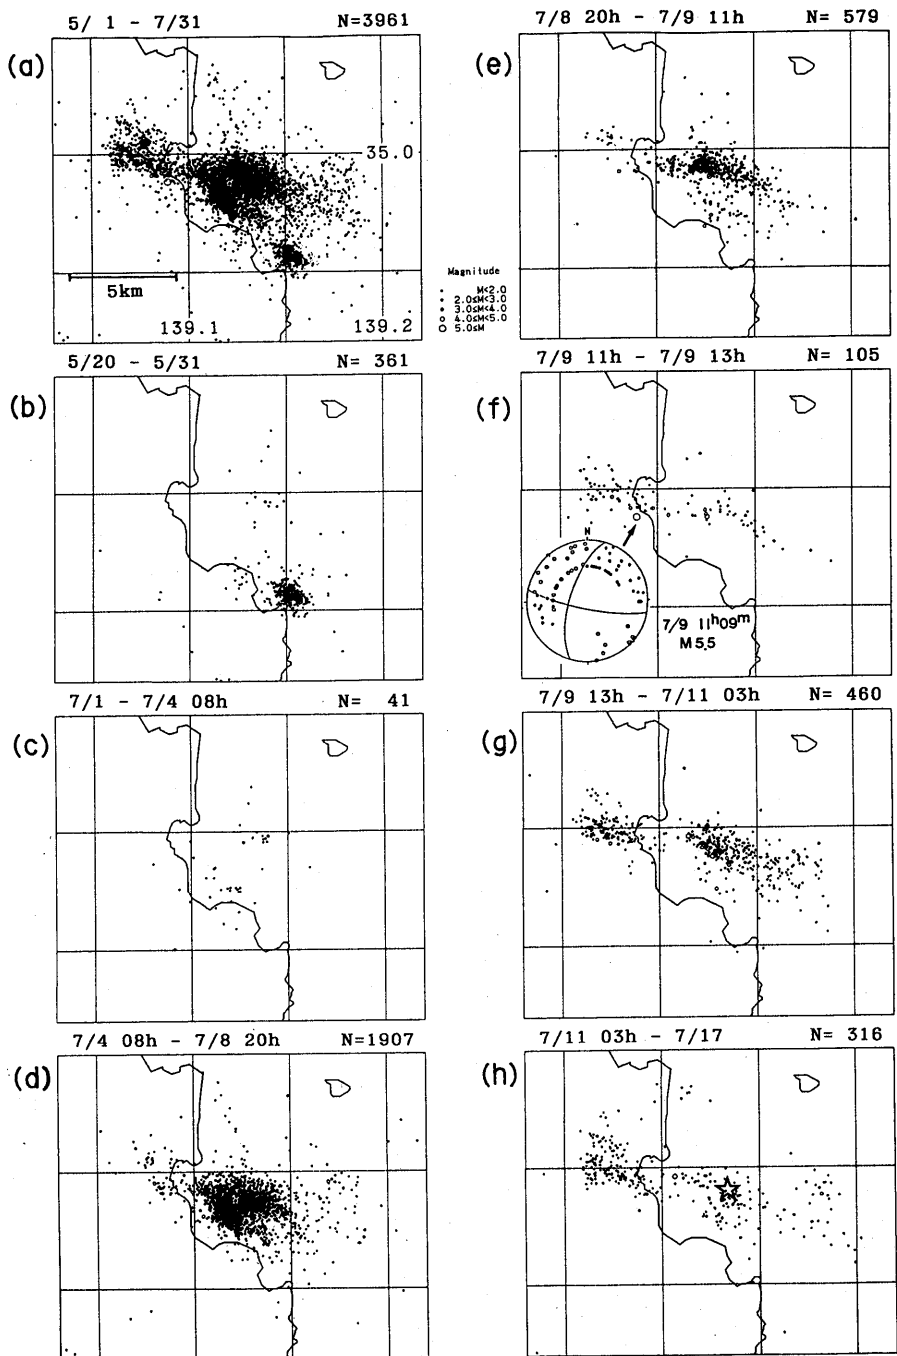 5/ 1 - 7/31 N=3961
(a)
35.0
5km
139.1 139.2
Magnitude
M<2.0
2.0≤M<3.0
3.0≤M<4.0
4.0≤M<5.0
5.0≤M
5/20 - 5/31 N= 361
(b)
7/1 - 7/4 08h N= 41
(c)
7/4 08h - 7/8 20h N=1907
(d)
7/8 20h - 7/9 11h N= 579
(e)
7/9 11h - 7/9 13h N= 105
(f)
N
7/9 11h09m
M5.5
7/9 13h - 7/11 03h N= 460
(g)
7/11 03h - 7/17 N= 316
(h)